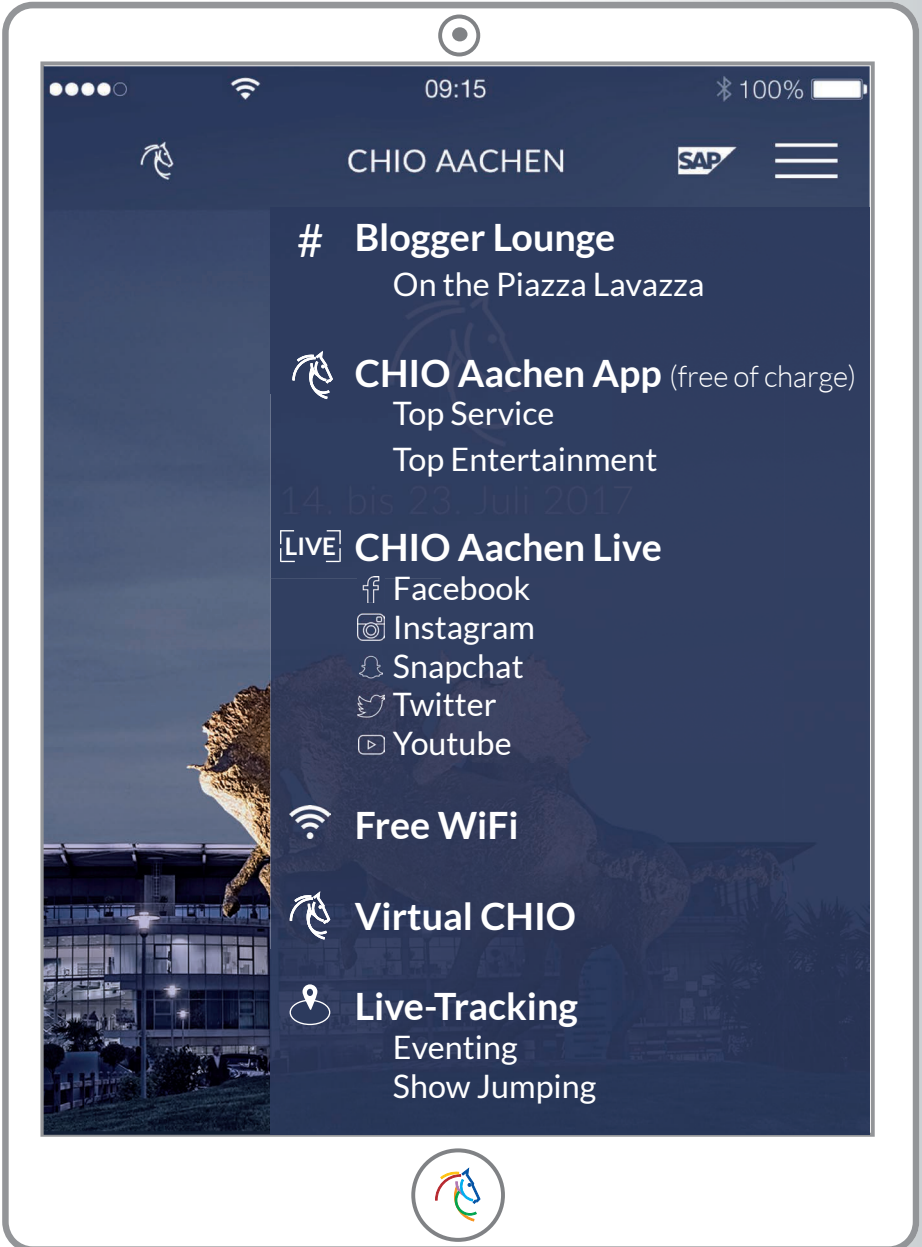 09:15
100%
CHIO AACHEN
SAP
# Blogger Lounge
On the Piazza Lavazza
CHIO Aachen App (free of charge)
Top Service
Top Entertainment
14. bis 23. Juli 2017
LIVE CHIO Aachen Live
Facebook
Instagram
Snapchat
Twitter
Youtube
Free WiFi
Virtual CHIO
Live-Tracking
Eventing
Show Jumping